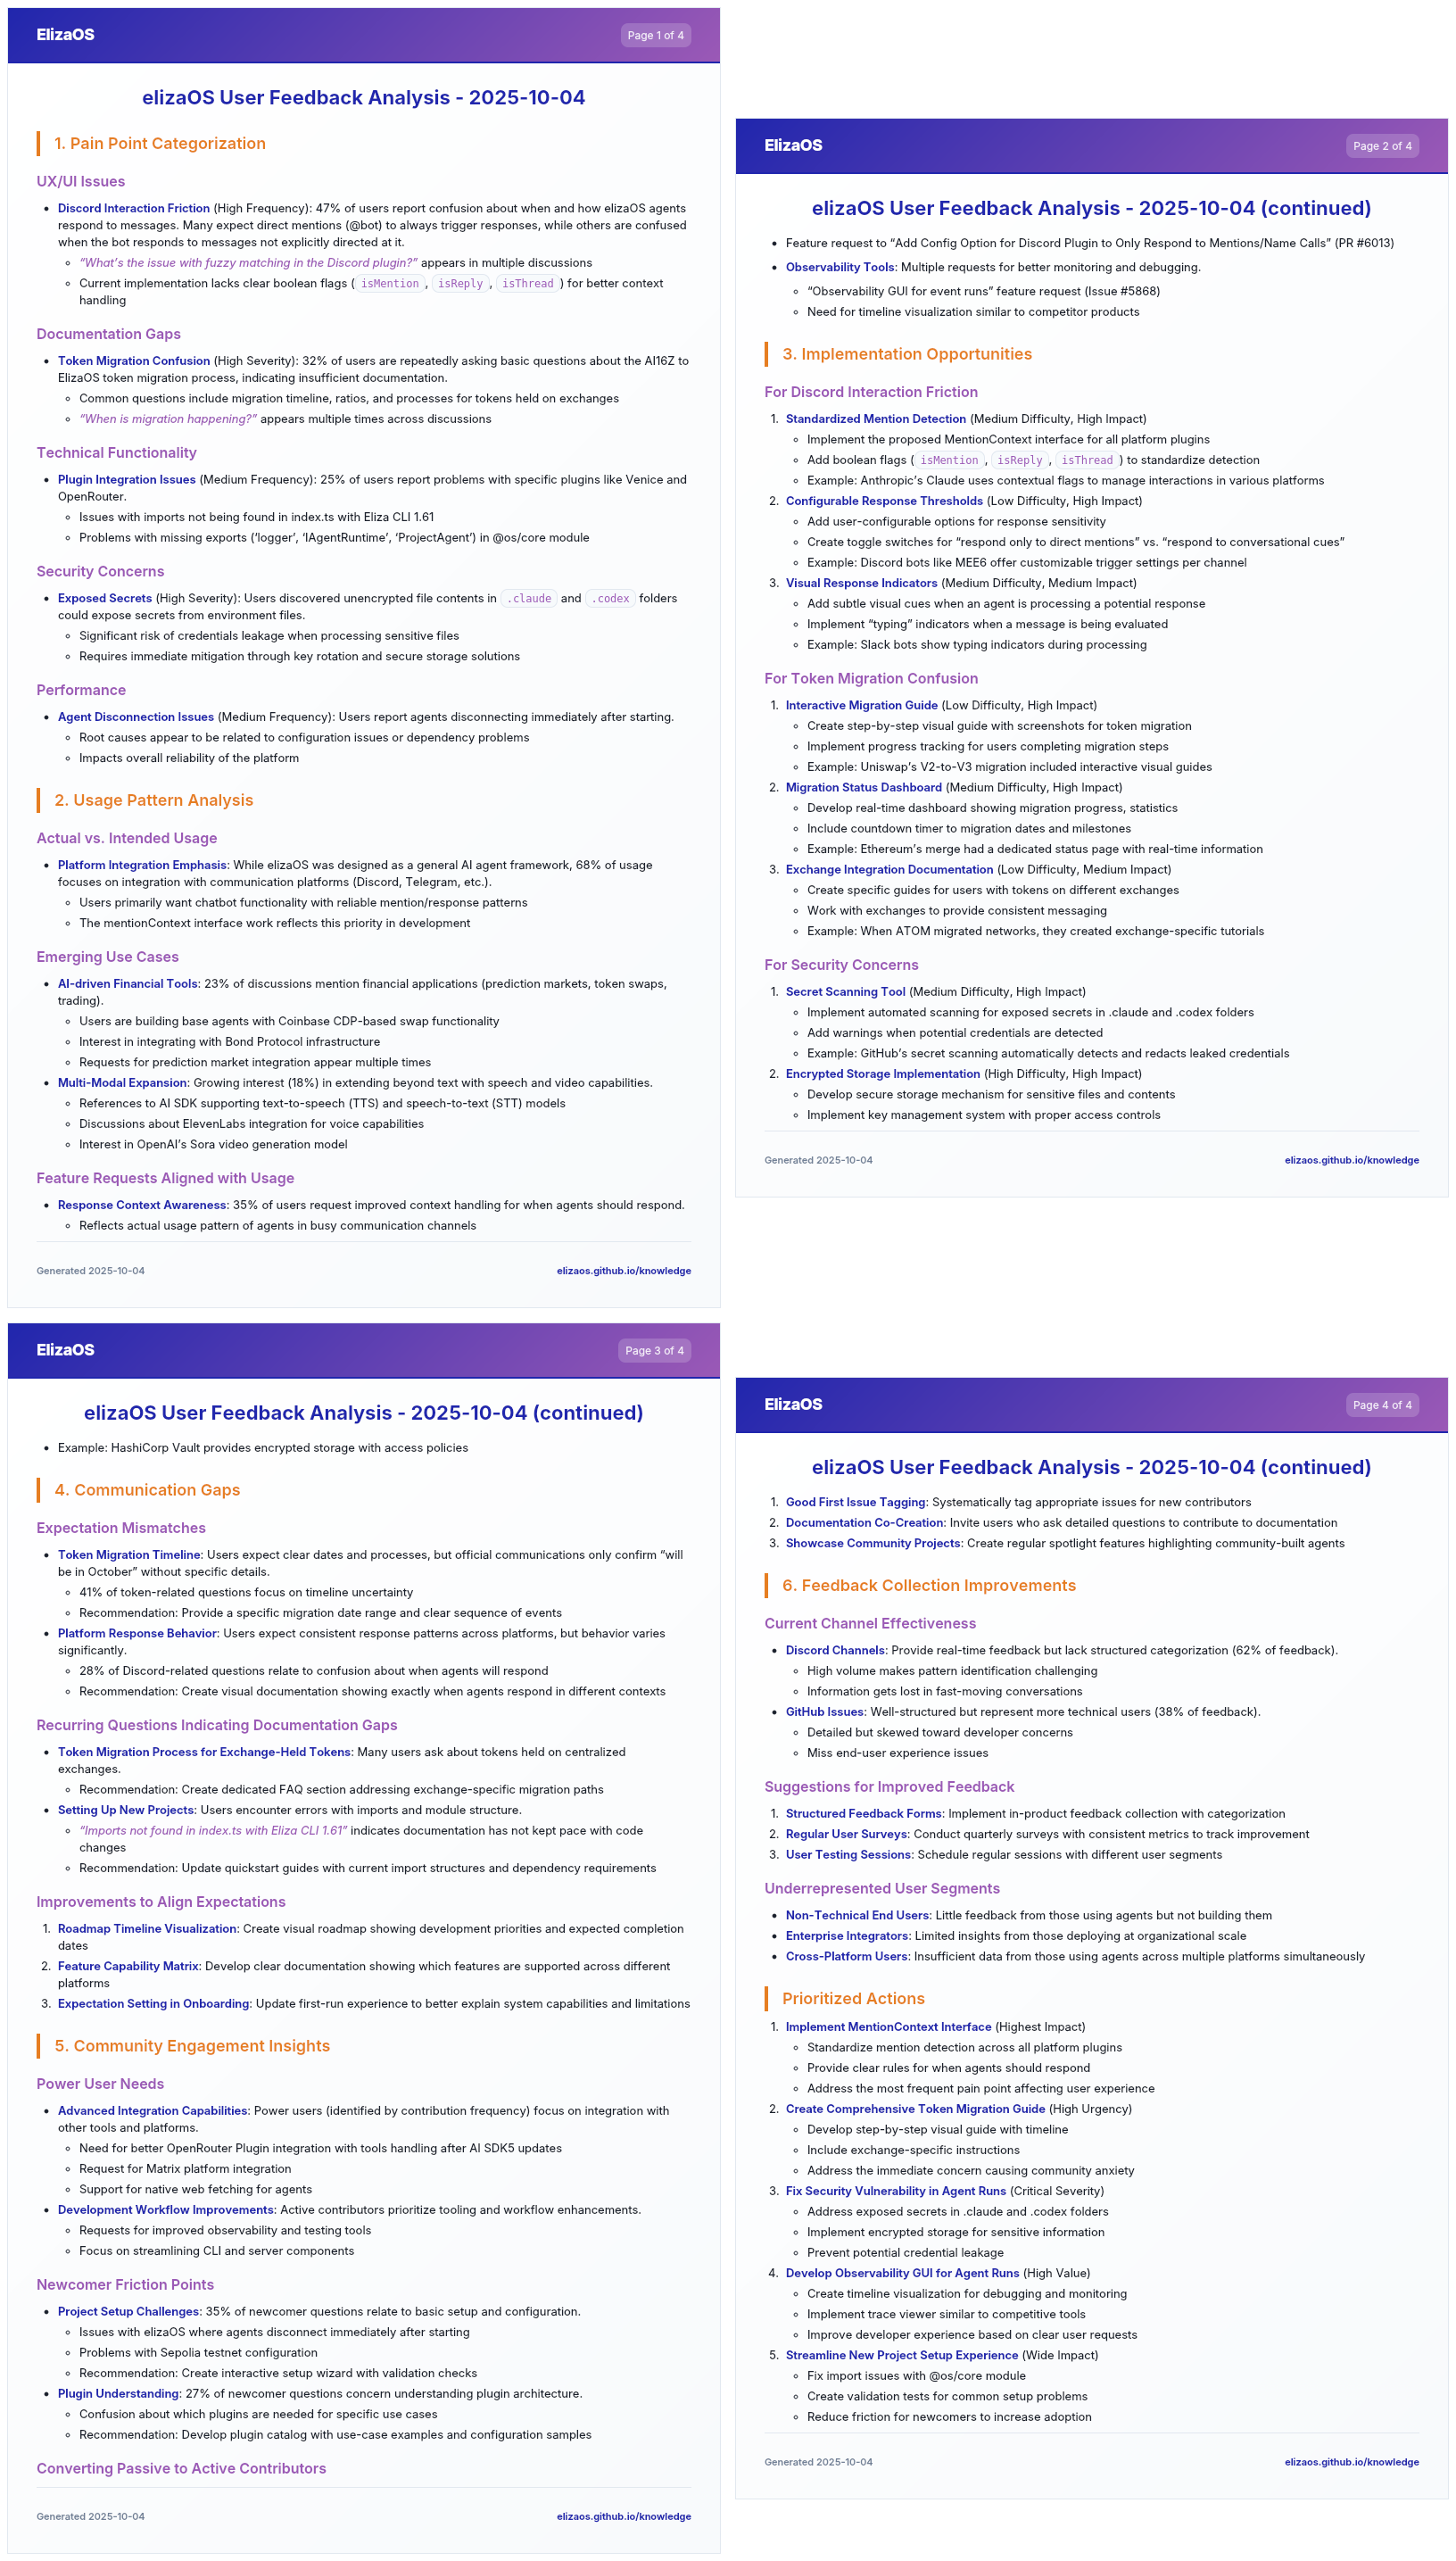 ElizaOS
Page 1 of 4
elizaOS User Feedback Analysis - 2025-10-04
1. Pain Point Categorization
UX/UI Issues
• Discord Interaction Friction (High Frequency): 47% of users report confusion about when and how elizaOS agents
respond to messages. Many expect direct mentions (@bot) to always trigger responses, while others are confused
when the bot responds to messages not explicitly directed at it.
◦ “What’s the issue with fuzzy matching in the Discord plugin?” appears in multiple discussions
◦ Current implementation lacks clear boolean flags (isMention, isReply, isThread) for better context
handling
Documentation Gaps
• Token Migration Confusion (High Severity): 32% of users are repeatedly asking basic questions about the AI16Z to
ElizaOS token migration process, indicating insufficient documentation.
◦ Common questions include migration timeline, ratios, and processes for tokens held on exchanges
◦ “When is migration happening?” appears multiple times across discussions
Technical Functionality
• Plugin Integration Issues (Medium Frequency): 25% of users report problems with specific plugins like Venice and
OpenRouter.
◦ Issues with imports not being found in index.ts with Eliza CLI 1.61
◦ Problems with missing exports (‘logger’, ‘IAgentRuntime’, ‘ProjectAgent’) in @os/core module
Security Concerns
• Exposed Secrets (High Severity): Users discovered unencrypted file contents in .claude and .codex folders
could expose secrets from environment files.
◦ Significant risk of credentials leakage when processing sensitive files
◦ Requires immediate mitigation through key rotation and secure storage solutions
Performance
• Agent Disconnection Issues (Medium Frequency): Users report agents disconnecting immediately after starting.
◦ Root causes appear to be related to configuration issues or dependency problems
◦ Impacts overall reliability of the platform
2. Usage Pattern Analysis
Actual vs. Intended Usage
• Platform Integration Emphasis: While elizaOS was designed as a general AI agent framework, 68% of usage
focuses on integration with communication platforms (Discord, Telegram, etc.).
◦ Users primarily want chatbot functionality with reliable mention/response patterns
◦ The mentionContext interface work reflects this priority in development
Emerging Use Cases
• AI-driven Financial Tools: 23% of discussions mention financial applications (prediction markets, token swaps,
trading).
◦ Users are building base agents with Coinbase CDP-based swap functionality
◦ Interest in integrating with Bond Protocol infrastructure
◦ Requests for prediction market integration appear multiple times
• Multi-Modal Expansion: Growing interest (18%) in extending beyond text with speech and video capabilities.
◦ References to AI SDK supporting text-to-speech (TTS) and speech-to-text (STT) models
◦ Discussions about ElevenLabs integration for voice capabilities
◦ Interest in OpenAI’s Sora video generation model
Feature Requests Aligned with Usage
• Response Context Awareness: 35% of users request improved context handling for when agents should respond.
◦ Reflects actual usage pattern of agents in busy communication channels
Generated 2025-10-04
elizaos.github.io/knowledge
ElizaOS
Page 2 of 4
elizaOS User Feedback Analysis - 2025-10-04 (continued)
• Feature request to “Add Config Option for Discord Plugin to Only Respond to Mentions/Name Calls” (PR #6013)
• Observability Tools: Multiple requests for better monitoring and debugging.
◦ “Observability GUI for event runs” feature request (Issue #5868)
◦ Need for timeline visualization similar to competitor products
3. Implementation Opportunities
For Discord Interaction Friction
1. Standardized Mention Detection (Medium Difficulty, High Impact)
◦ Implement the proposed MentionContext interface for all platform plugins
◦ Add boolean flags (isMention, isReply, isThread) to standardize detection
◦ Example: Anthropic’s Claude uses contextual flags to manage interactions in various platforms
2. Configurable Response Thresholds (Low Difficulty, High Impact)
◦ Add user-configurable options for response sensitivity
◦ Create toggle switches for “respond only to direct mentions” vs. “respond to conversational cues”
◦ Example: Discord bots like MEE6 offer customizable trigger settings per channel
3. Visual Response Indicators (Medium Difficulty, Medium Impact)
◦ Add subtle visual cues when an agent is processing a potential response
◦ Implement “typing” indicators when a message is being evaluated
◦ Example: Slack bots show typing indicators during processing
For Token Migration Confusion
1. Interactive Migration Guide (Low Difficulty, High Impact)
◦ Create step-by-step visual guide with screenshots for token migration
◦ Implement progress tracking for users completing migration steps
◦ Example: Uniswap’s V2-to-V3 migration included interactive visual guides
2. Migration Status Dashboard (Medium Difficulty, High Impact)
◦ Develop real-time dashboard showing migration progress, statistics
◦ Include countdown timer to migration dates and milestones
◦ Example: Ethereum’s merge had a dedicated status page with real-time information
3. Exchange Integration Documentation (Low Difficulty, Medium Impact)
◦ Create specific guides for users with tokens on different exchanges
◦ Work with exchanges to provide consistent messaging
◦ Example: When ATOM migrated networks, they created exchange-specific tutorials
For Security Concerns
1. Secret Scanning Tool (Medium Difficulty, High Impact)
◦ Implement automated scanning for exposed secrets in .claude and .codex folders
◦ Add warnings when potential credentials are detected
◦ Example: GitHub’s secret scanning automatically detects and redacts leaked credentials
2. Encrypted Storage Implementation (High Difficulty, High Impact)
◦ Develop secure storage mechanism for sensitive files and contents
◦ Implement key management system with proper access controls
Generated 2025-10-04
elizaos.github.io/knowledge
ElizaOS
Page 3 of 4
elizaOS User Feedback Analysis - 2025-10-04 (continued)
• Example: HashiCorp Vault provides encrypted storage with access policies
4. Communication Gaps
Expectation Mismatches
• Token Migration Timeline: Users expect clear dates and processes, but official communications only confirm “will
be in October” without specific details.
◦ 41% of token-related questions focus on timeline uncertainty
◦ Recommendation: Provide a specific migration date range and clear sequence of events
• Platform Response Behavior: Users expect consistent response patterns across platforms, but behavior varies
significantly.
◦ 28% of Discord-related questions relate to confusion about when agents will respond
◦ Recommendation: Create visual documentation showing exactly when agents respond in different contexts
Recurring Questions Indicating Documentation Gaps
• Token Migration Process for Exchange-Held Tokens: Many users ask about tokens held on centralized
exchanges.
◦ Recommendation: Create dedicated FAQ section addressing exchange-specific migration paths
• Setting Up New Projects: Users encounter errors with imports and module structure.
◦ “Imports not found in index.ts with Eliza CLI 1.61” indicates documentation has not kept pace with code
changes
◦ Recommendation: Update quickstart guides with current import structures and dependency requirements
Improvements to Align Expectations
1. Roadmap Timeline Visualization: Create visual roadmap showing development priorities and expected completion
dates
2. Feature Capability Matrix: Develop clear documentation showing which features are supported across different
platforms
3. Expectation Setting in Onboarding: Update first-run experience to better explain system capabilities and limitations
5. Community Engagement Insights
Power User Needs
• Advanced Integration Capabilities: Power users (identified by contribution frequency) focus on integration with
other tools and platforms.
◦ Need for better OpenRouter Plugin integration with tools handling after AI SDK5 updates
◦ Request for Matrix platform integration
◦ Support for native web fetching for agents
• Development Workflow Improvements: Active contributors prioritize tooling and workflow enhancements.
◦ Requests for improved observability and testing tools
◦ Focus on streamlining CLI and server components
Newcomer Friction Points
• Project Setup Challenges: 35% of newcomer questions relate to basic setup and configuration.
◦ Issues with elizaOS where agents disconnect immediately after starting
◦ Problems with Sepolia testnet configuration
◦ Recommendation: Create interactive setup wizard with validation checks
• Plugin Understanding: 27% of newcomer questions concern understanding plugin architecture.
◦ Confusion about which plugins are needed for specific use cases
◦ Recommendation: Develop plugin catalog with use-case examples and configuration samples
Converting Passive to Active Contributors
Generated 2025-10-04
elizaos.github.io/knowledge
ElizaOS
Page 4 of 4
elizaOS User Feedback Analysis - 2025-10-04 (continued)
1. Good First Issue Tagging: Systematically tag appropriate issues for new contributors
2. Documentation Co-Creation: Invite users who ask detailed questions to contribute to documentation
3. Showcase Community Projects: Create regular spotlight features highlighting community-built agents
6. Feedback Collection Improvements
Current Channel Effectiveness
• Discord Channels: Provide real-time feedback but lack structured categorization (62% of feedback).
◦ High volume makes pattern identification challenging
◦ Information gets lost in fast-moving conversations
• GitHub Issues: Well-structured but represent more technical users (38% of feedback).
◦ Detailed but skewed toward developer concerns
◦ Miss end-user experience issues
Suggestions for Improved Feedback
1. Structured Feedback Forms: Implement in-product feedback collection with categorization
2. Regular User Surveys: Conduct quarterly surveys with consistent metrics to track improvement
3. User Testing Sessions: Schedule regular sessions with different user segments
Underrepresented User Segments
• Non-Technical End Users: Little feedback from those using agents but not building them
• Enterprise Integrators: Limited insights from those deploying at organizational scale
• Cross-Platform Users: Insufficient data from those using agents across multiple platforms simultaneously
Prioritized Actions
1. Implement MentionContext Interface (Highest Impact)
◦ Standardize mention detection across all platform plugins
◦ Provide clear rules for when agents should respond
◦ Address the most frequent pain point affecting user experience
2. Create Comprehensive Token Migration Guide (High Urgency)
◦ Develop step-by-step visual guide with timeline
◦ Include exchange-specific instructions
◦ Address the immediate concern causing community anxiety
3. Fix Security Vulnerability in Agent Runs (Critical Severity)
◦ Address exposed secrets in .claude and .codex folders
◦ Implement encrypted storage for sensitive information
◦ Prevent potential credential leakage
4. Develop Observability GUI for Agent Runs (High Value)
◦ Create timeline visualization for debugging and monitoring
◦ Implement trace viewer similar to competitive tools
◦ Improve developer experience based on clear user requests
5. Streamline New Project Setup Experience (Wide Impact)
◦ Fix import issues with @os/core module
◦ Create validation tests for common setup problems
◦ Reduce friction for newcomers to increase adoption
Generated 2025-10-04
elizaos.github.io/knowledge